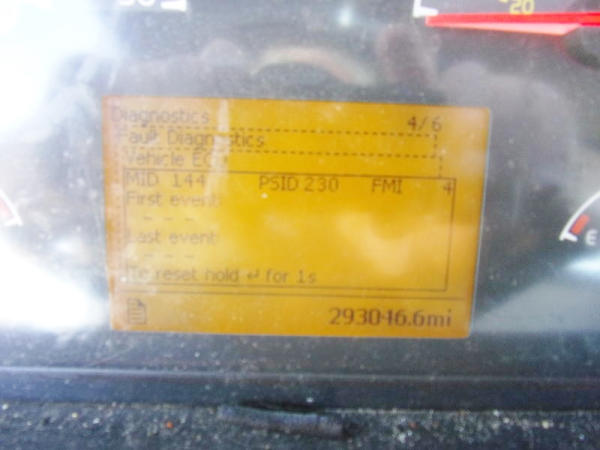 Diagnostics 4/6
Fault Diagnostics
Vehicle ECU
MID 144 PSID 230 FMI 4
First event:
- - -
Last event:
- - -
To reset hold ↵ for 1s
293046.6mi
20
E